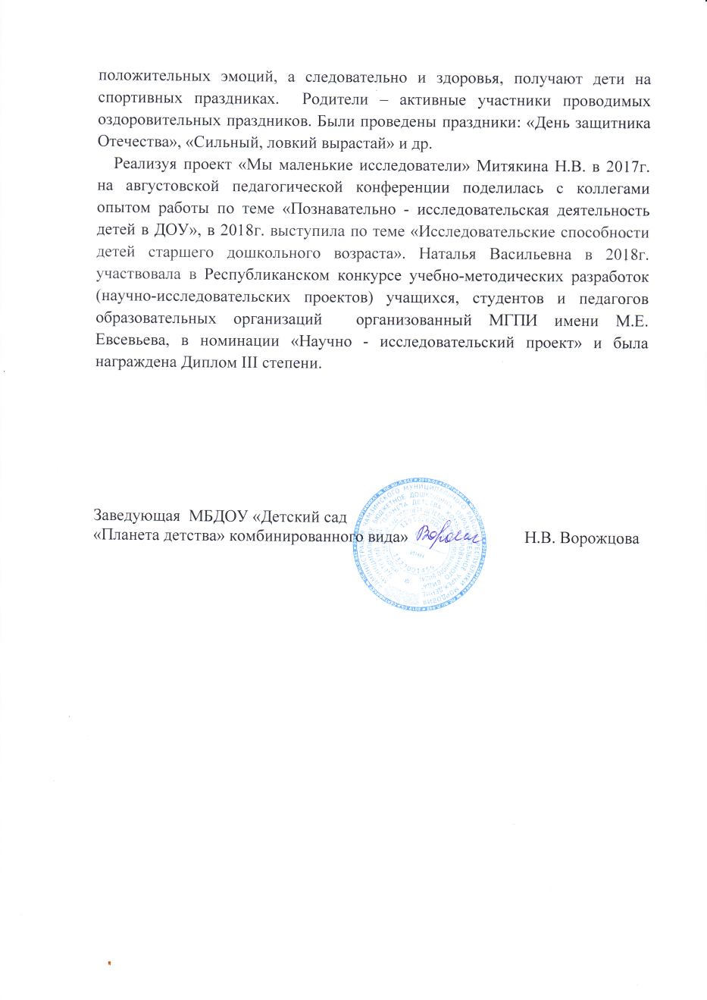 положительных эмоций, а следовательно и здоровья, получают дети на
спортивных праздниках. Родители – активные участники проводимых
оздоровительных праздников. Были проведены праздники: «День защитника
Отечества», «Сильный, ловкий вырастай» и др.
Реализуя проект «Мы маленькие исследователи» Митякина Н.В. в 2017г.
на августовской педагогической конференции поделилась с коллегами
опытом работы по теме «Познавательно - исследовательская деятельность
детей в ДОУ», в 2018г. выступила по теме «Исследовательские способности
детей старшего дошкольного возраста». Наталья Васильевна в 2018г.
участвовала в Республиканском конкурсе учебно-методических разработок
(научно-исследовательских проектов) учащихся, студентов и педагогов
образовательных организаций организованный МГПИ имени М.Е.
Евсевьева, в номинации «Научно - исследовательский проект» и была
награждена Диплом III степени.
Заведующая МБДОУ «Детский сад
«Планета детства» комбинированного вида» Н.В. Ворожцова